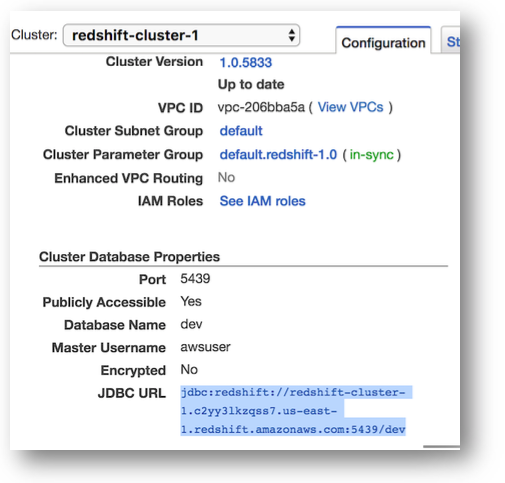 Cluster: redshift-cluster-1 Configuration St
Cluster Version 1.0.5833
Up to date
VPC ID vpc-206bba5a ( View VPCs )
Cluster Subnet Group default
Cluster Parameter Group default.redshift-1.0 ( in-sync )
Enhanced VPC Routing No
IAM Roles See IAM roles
Cluster Database Properties
Port 5439
Publicly Accessible Yes
Database Name dev
Master Username awsuser
Encrypted No
JDBC URL jdbc:redshift://redshift-cluster-
1.c2yy3lkzqss7.us-east-
1.redshift.amazonaws.com:5439/dev